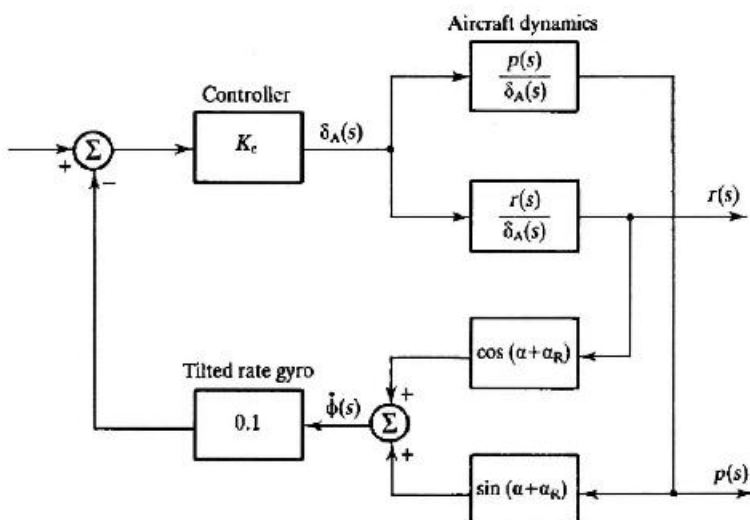 Aircraft dynamics
p(s)
δA(s)
Controller
Kc
δA(s)
+
Σ
−
r(s)
δA(s)
r(s)
cos (α+αR)
Tilted rate gyro
0.1
φ̇(s)
+
Σ
+
sin (α+αR)
p(s)